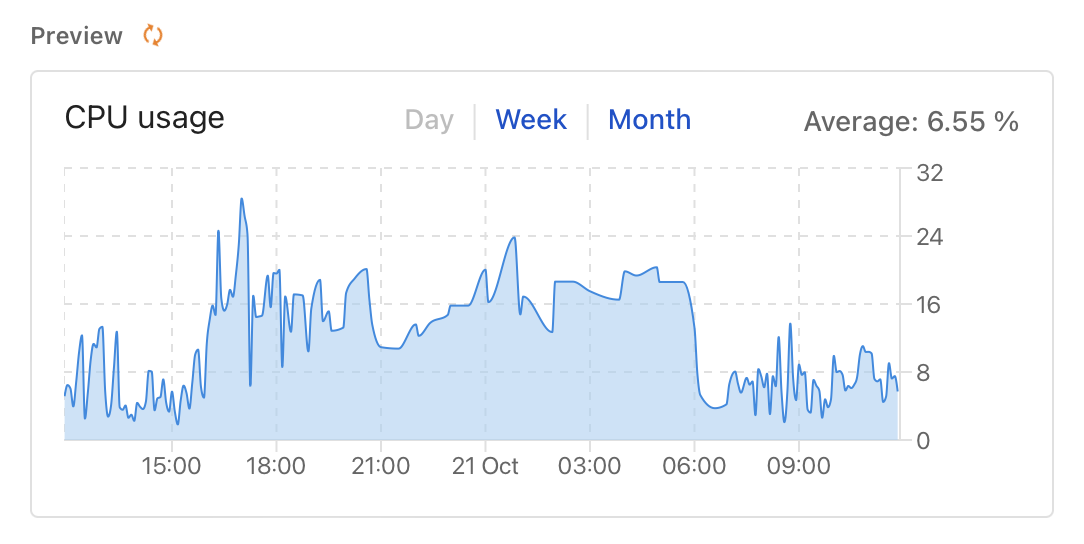 Preview
CPU usage
Day Week Month
Average: 6.55 %
32
24
16
8
0
15:00 18:00 21:00 21 Oct 03:00 06:00 09:00